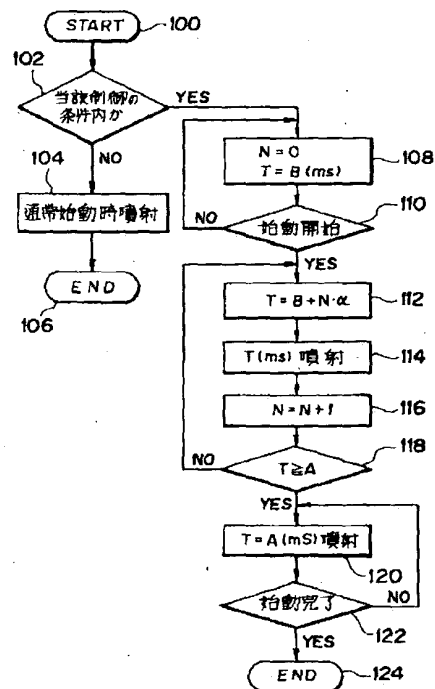 START
100
102
当該制御の
条件内か
YES
NO
104
通常始動時噴射
END
106
N=0
T=B(ms)
108
110
始動開始
NO
YES
T=B+N·α
112
T(ms)噴射
114
N=N+1
116
118
T≧A
NO
YES
T=A(mS)噴射
120
始動完了
NO
122
YES
END
124